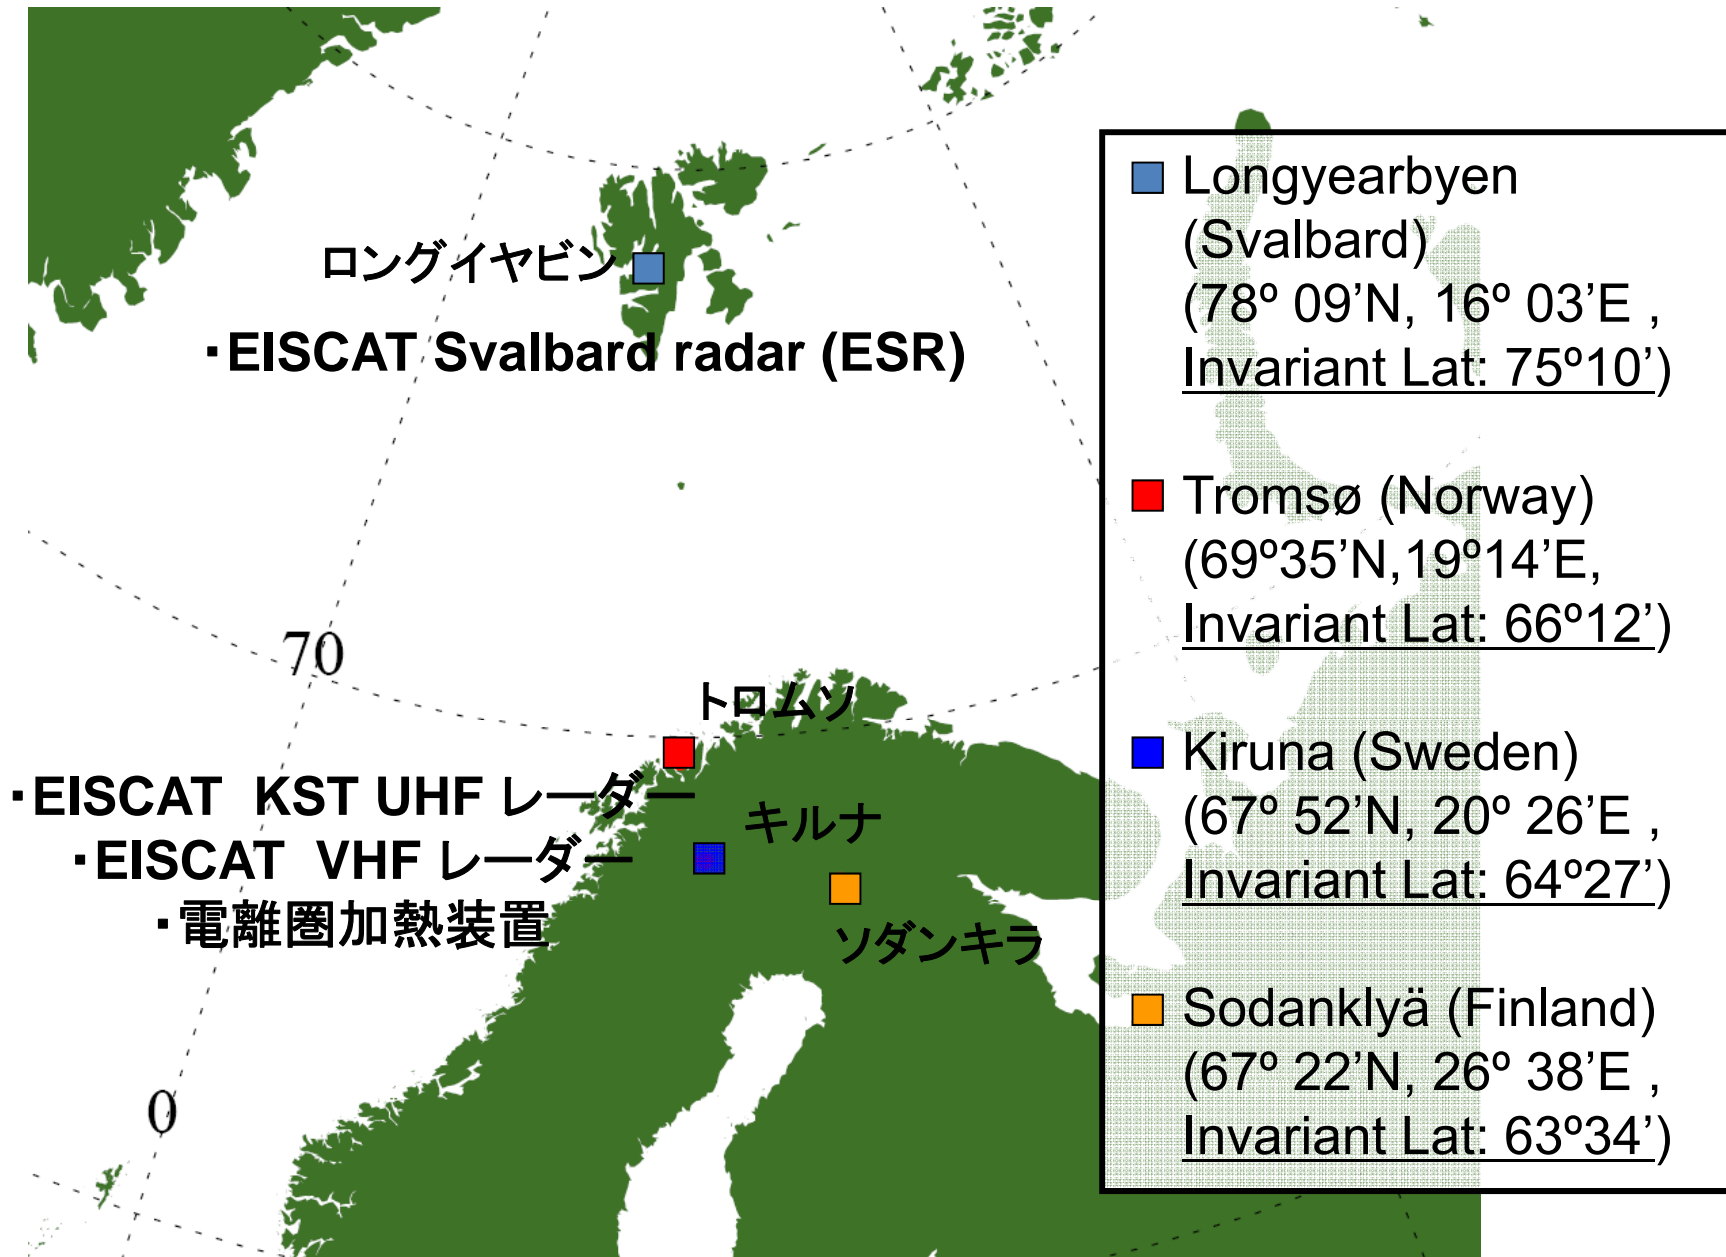 ロングイヤビン
・EISCAT Svalbard radar (ESR)
70
トロムソ
・EISCAT KST UHF レーダー
キルナ
・EISCAT VHF レーダー
・電離圏加熱装置
ソダンキラ
0
Longyearbyen
(Svalbard)
(78º 09’N, 16º 03’E ,
Invariant Lat: 75º10’)
Tromsø (Norway)
(69º35’N,19º14’E,
Invariant Lat: 66º12’)
Kiruna (Sweden)
(67º 52’N, 20º 26’E ,
Invariant Lat: 64º27’)
Sodanklyä (Finland)
(67º 22’N, 26º 38’E ,
Invariant Lat: 63º34’)